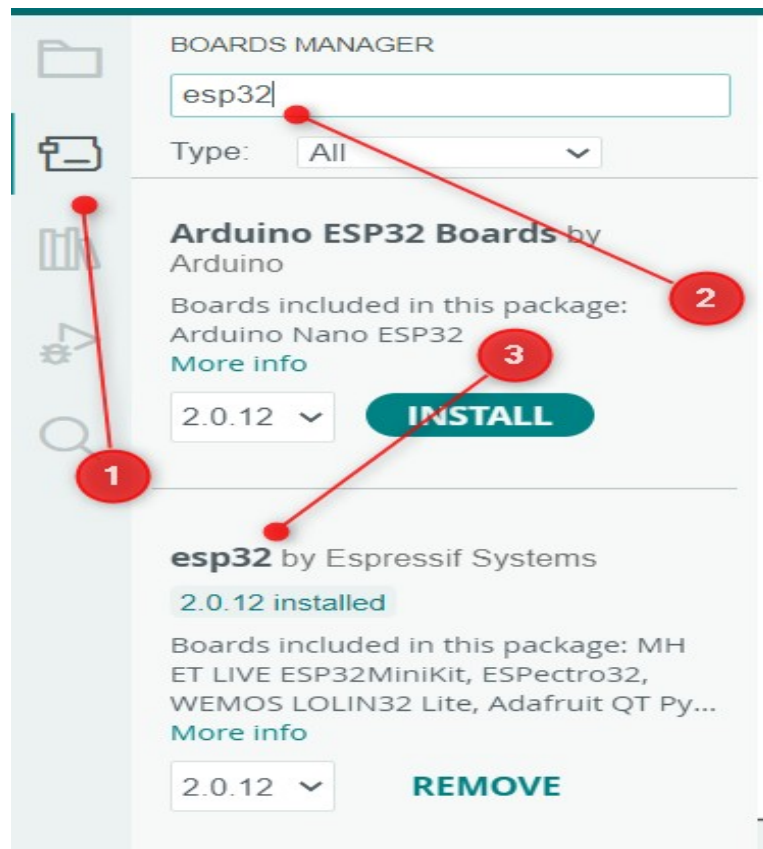 BOARDS MANAGER
esp32
Type: All
Arduino ESP32 Boards by
Arduino
Boards included in this package:
Arduino Nano ESP32
More info
2.0.12 INSTALL
esp32 by Espressif Systems
2.0.12 installed
Boards included in this package: MH
ET LIVE ESP32MiniKit, ESPectro32,
WEMOS LOLIN32 Lite, Adafruit QT Py...
More info
2.0.12 REMOVE
1
2
3